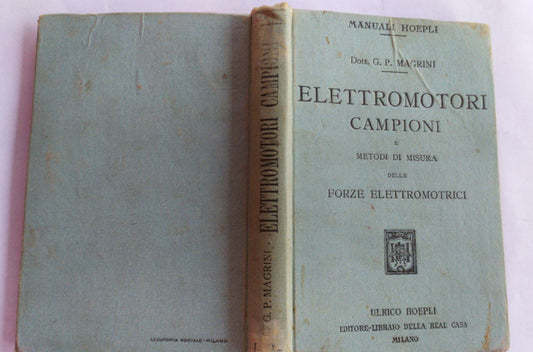 MANUALI HOEPLI
Dott. G. P. MAGRINI
ELETTROMOTORI
CAMPIONI
E
METODI DI MISURA
DELLE
FORZE ELETTROMOTRICI
ULRICO HOEPLI
EDITORE-LIBRAIO DELLA REAL CASA
MILANO
G. P. MAGRINI - ELETTROMOTORI CAMPIONI
LEGATORIA SOCIALE - MILANO